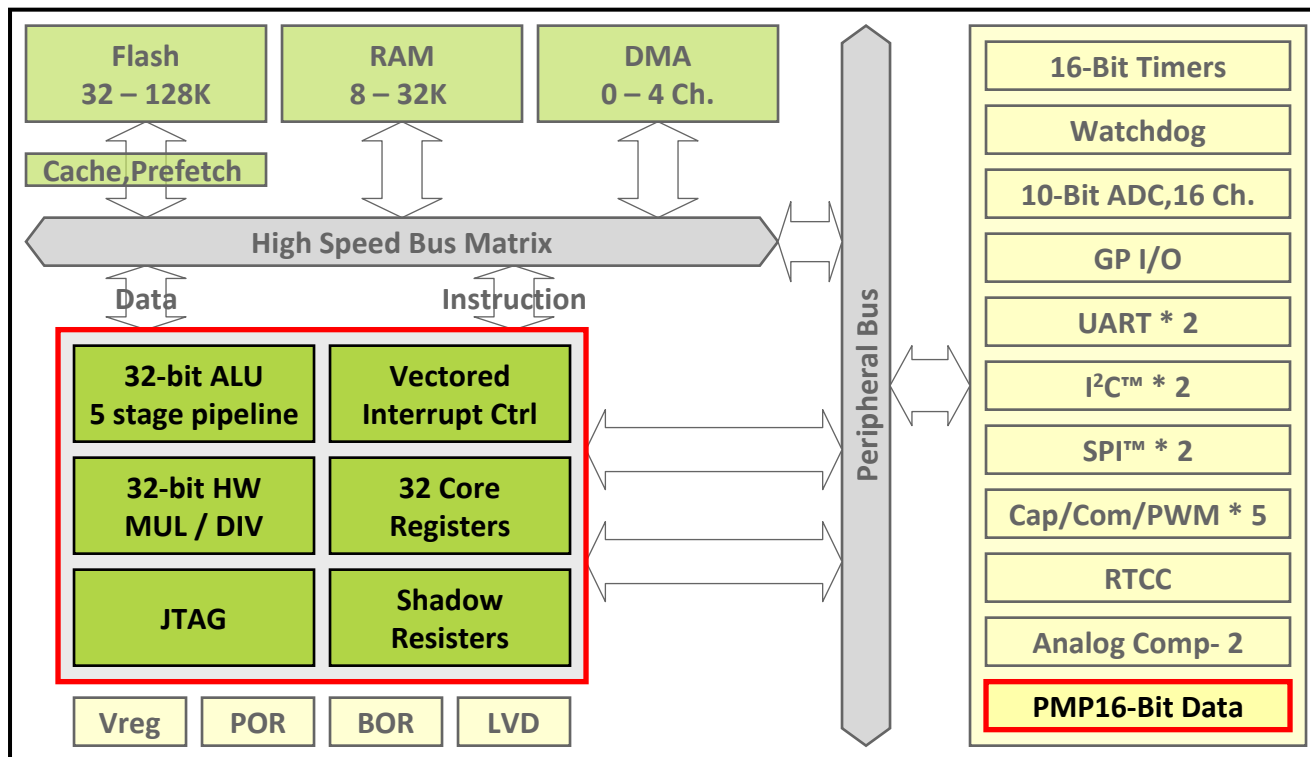 Flash
32 – 128K
RAM
8 – 32K
DMA
0 – 4 Ch.
Cache,Prefetch
High Speed Bus Matrix
Data
Instruction
32-bit ALU
5 stage pipeline
Vectored
Interrupt Ctrl
32-bit HW
MUL / DIV
32 Core
Registers
JTAG
Shadow
Resisters
Vreg
POR
BOR
LVD
Peripheral Bus
16-Bit Timers
Watchdog
10-Bit ADC,16 Ch.
GP I/O
UART * 2
I²C™ * 2
SPI™ * 2
Cap/Com/PWM * 5
RTCC
Analog Comp- 2
PMP16-Bit Data